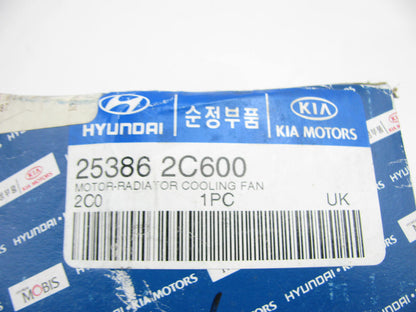 HYUNDAI
순정부품
KIA
KIA MOTORS
25386 2C600
MOTOR-RADIATOR COOLING FAN
2C0 1PC UK
MOBIS
HYUNDAI · KIA MOTORS